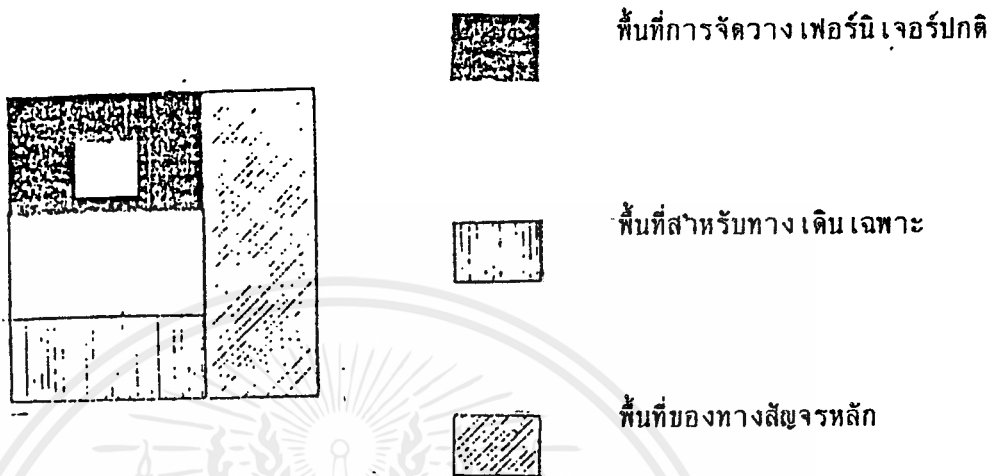 พื้นที่การจัดวางเฟอร์นิเจอร์ปกติ
พื้นที่สำหรับทางเดินเฉพาะ
พื้นที่ของทางสัญจรหลัก